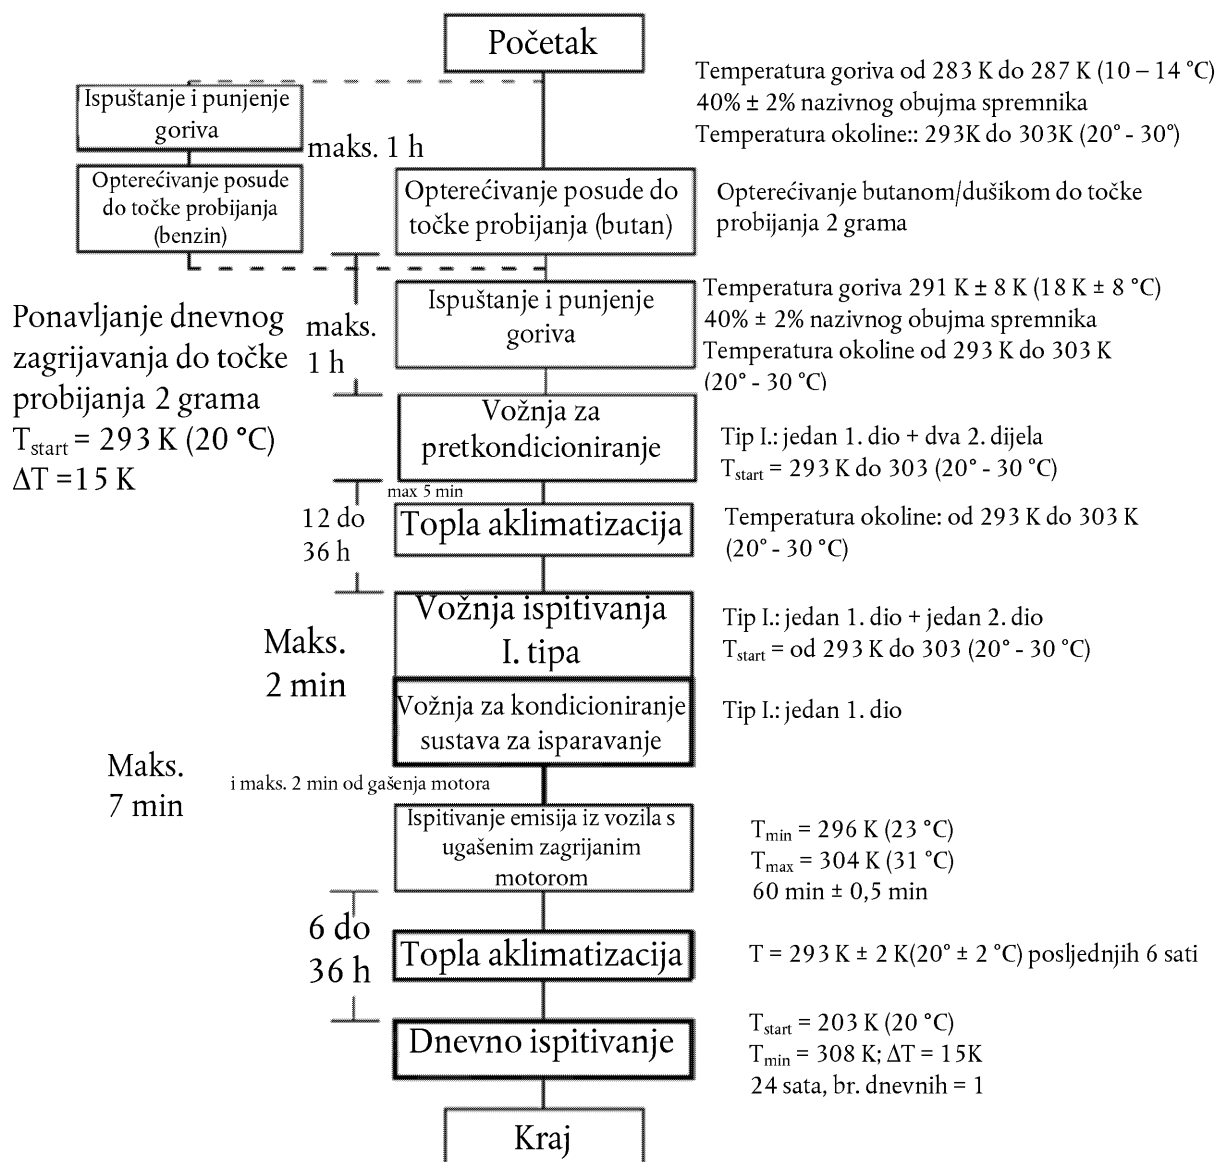 Početak
Temperatura goriva od 283 K do 287 K (10 – 14 °C)
40% ± 2% nazivnog obujma spremnika
Temperatura okoline:: 293K do 303K (20° - 30°)
Ispuštanje i punjenje
goriva
maks. 1 h
Opterećivanje posude
do točke probijanja
(benzin)
Opterećivanje posude do
točke probijanja (butan)
Opterećivanje butanom/dušikom do točke
probijanja 2 grama
Ponavljanje dnevnog
zagrijavanja do točke
probijanja 2 grama
Tstart = 293 K (20 °C)
ΔT =15 K
maks.
1 h
Ispuštanje i punjenje
goriva
Temperatura goriva 291 K ± 8 K (18 K ± 8 °C)
40% ± 2% nazivnog obujma spremnika
Temperatura okoline od 293 K do 303 K
(20° - 30 °C)
Vožnja za
pretkondicioniranje
Tip I.: jedan 1. dio + dva 2. dijela
Tstart = 293 K do 303 (20° - 30 °C)
max 5 min
12 do
36 h
Topla aklimatizacija
Temperatura okoline: od 293 K do 303 K
(20° - 30 °C)
Vožnja ispitivanja
I. tipa
Tip I.: jedan 1. dio + jedan 2. dio
Tstart = od 293 K do 303 (20° - 30 °C)
Maks.
2 min
Vožnja za kondicioniranje
sustava za isparavanje
Tip I.: jedan 1. dio
Maks.
7 min
i maks. 2 min od gašenja motora
Ispitivanje emisija iz vozila s
ugašenim zagrijanim
motorom
Tmin = 296 K (23 °C)
Tmax = 304 K (31 °C)
60 min ± 0,5 min
6 do
36 h
Topla aklimatizacija
T = 293 K ± 2 K(20° ± 2 °C) posljednjih 6 sati
Dnevno ispitivanje
Tstart = 203 K (20 °C)
Tmin = 308 K; ΔT = 15K
24 sata, br. dnevnih = 1
Kraj